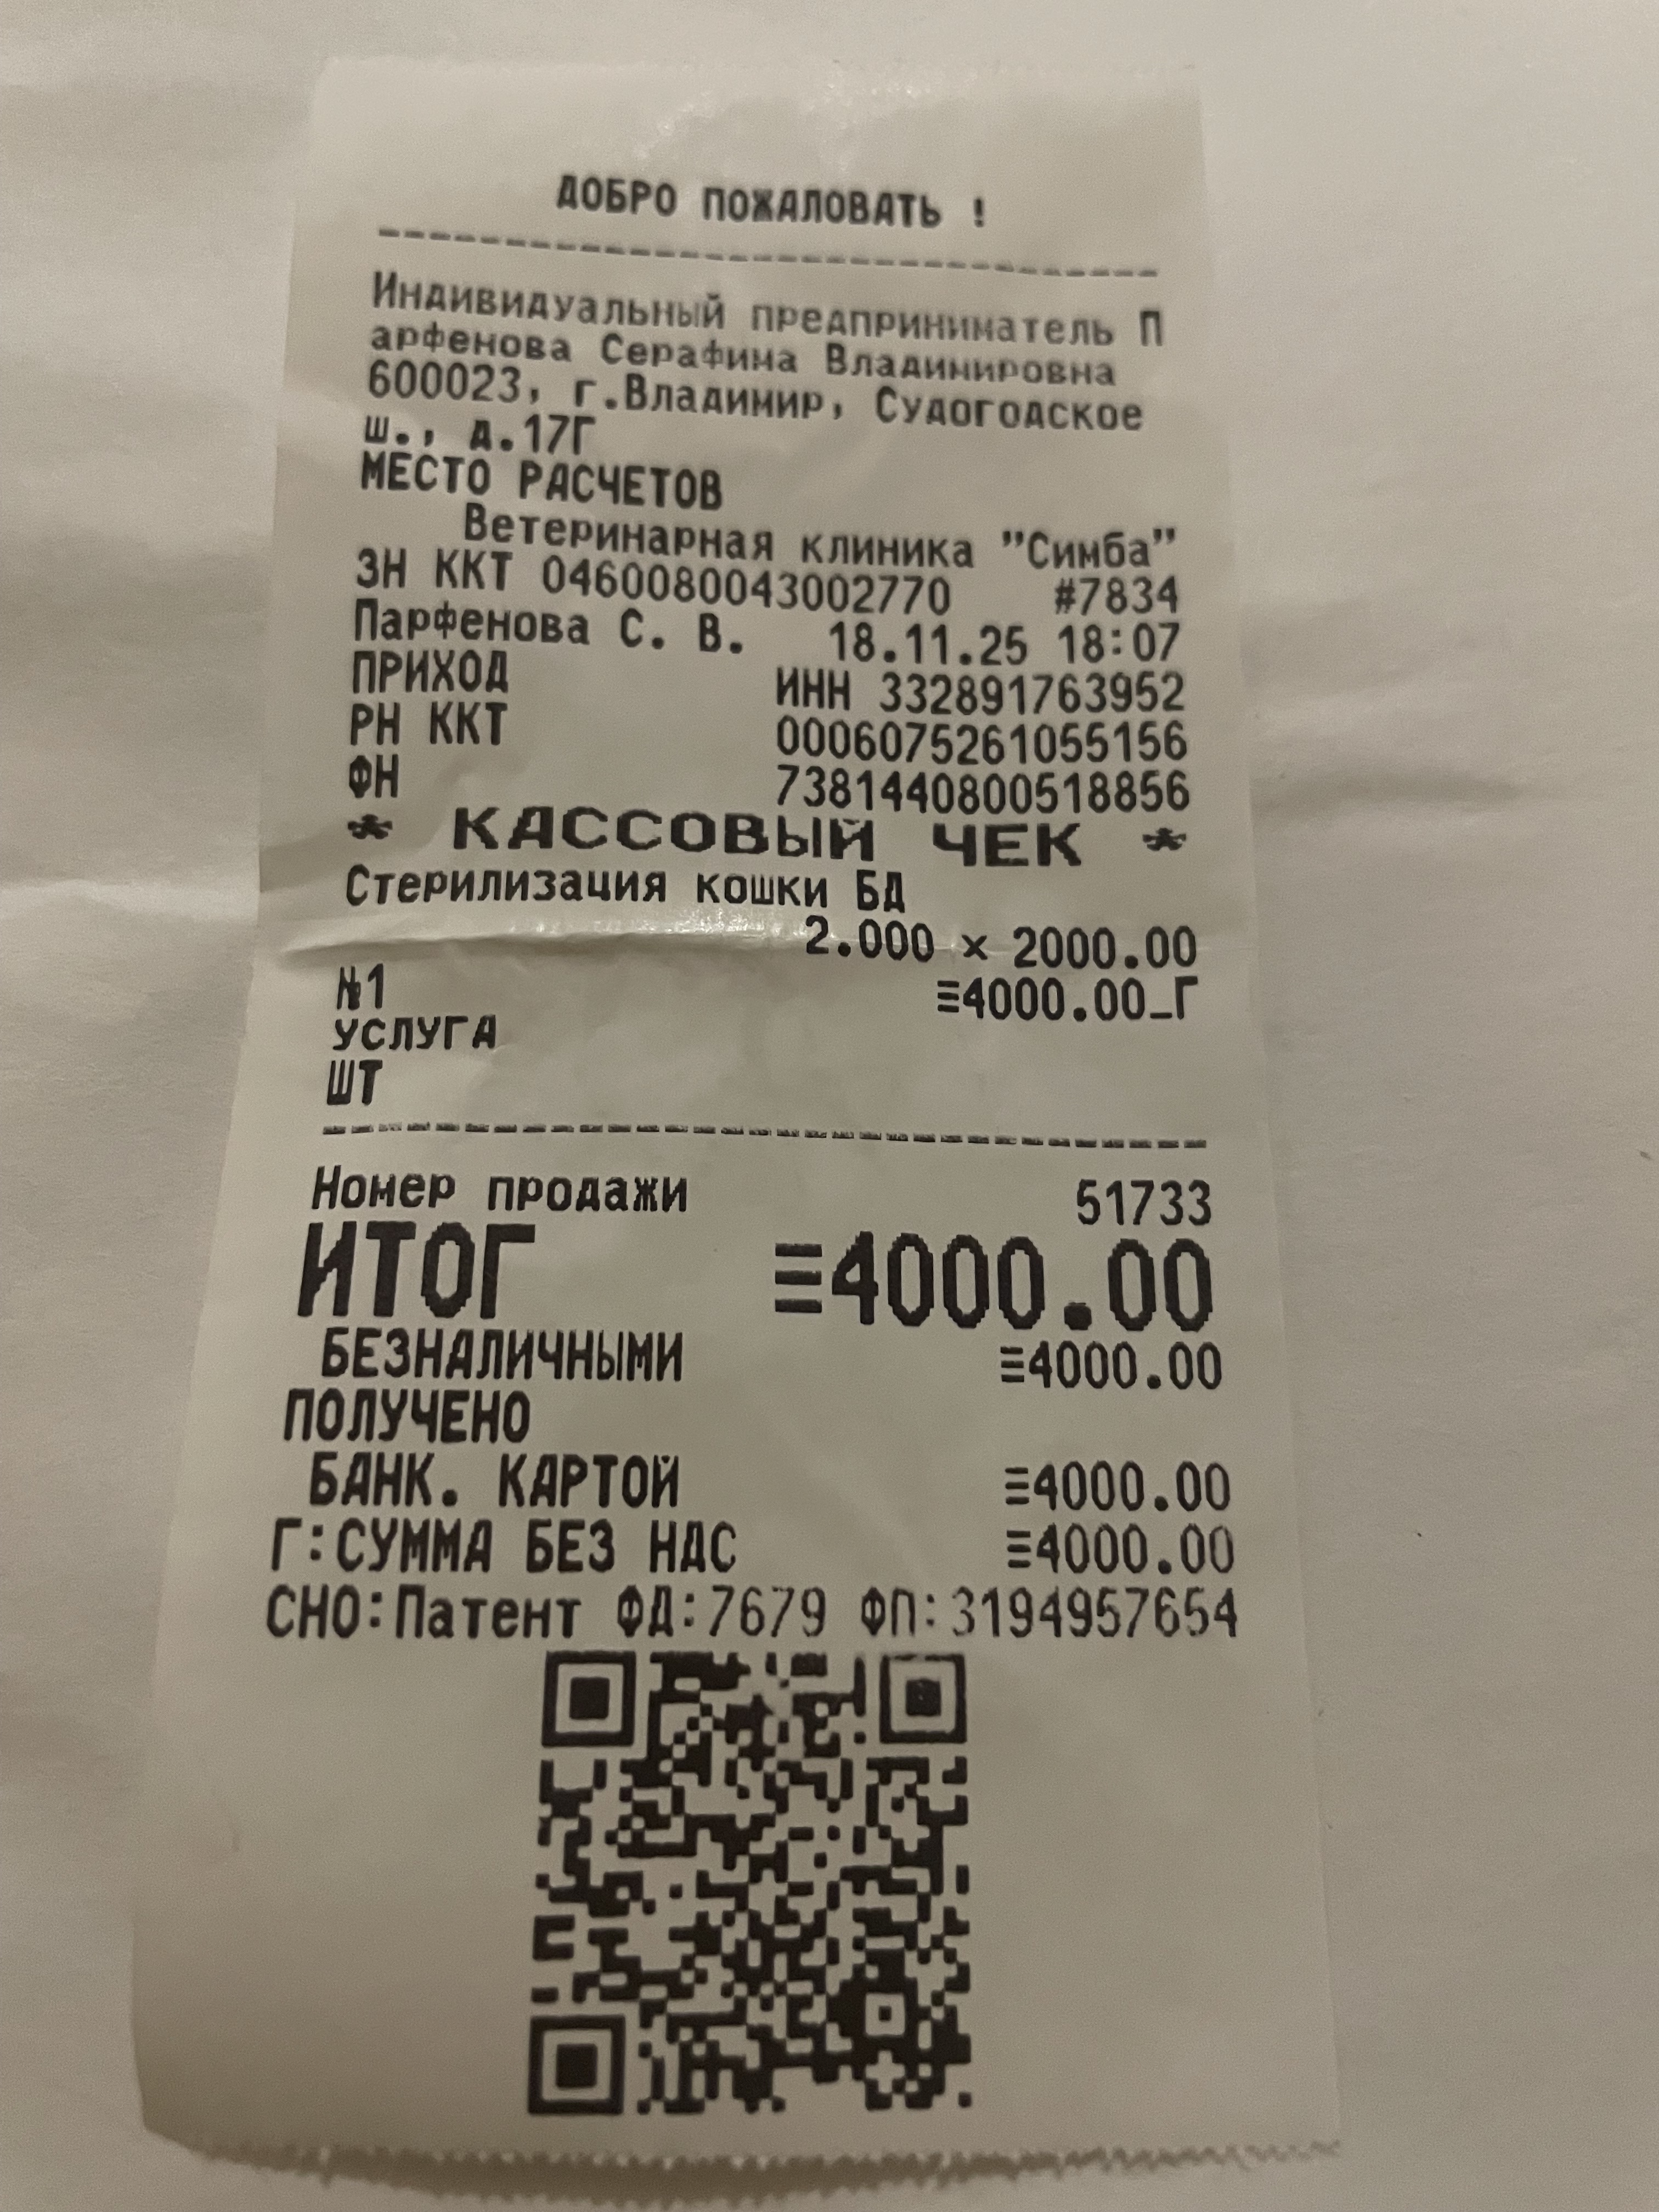 ДОБРО ПОЖАЛОВАТЬ !
Индивидуальный предприниматель П
арфенова Серафина Владимировна
600023, г.Владимир, Судогодское
ш., д.17Г
МЕСТО РАСЧЕТОВ
Ветеринарная клиника "Симба"
ЗН ККТ 0460080043002770 #7834
Парфенова С. В. 18.11.25 18:07
ПРИХОД ИНН 332891763952
РН ККТ 0006075261055156
ФН 7381440800518856
* КАССОВЫЙ ЧЕК *
Стерилизация кошки БД
2.000 × 2000.00
№1 ≡4000.00_Г
УСЛУГА
ШТ
Номер продажи 51733
ИТОГ ≡4000.00
БЕЗНАЛИЧНЫМИ ≡4000.00
ПОЛУЧЕНО
БАНК. КАРТОЙ ≡4000.00
Г:СУММА БЕЗ НДС ≡4000.00
СНО:Патент ФД:7679 ФП:3194957654